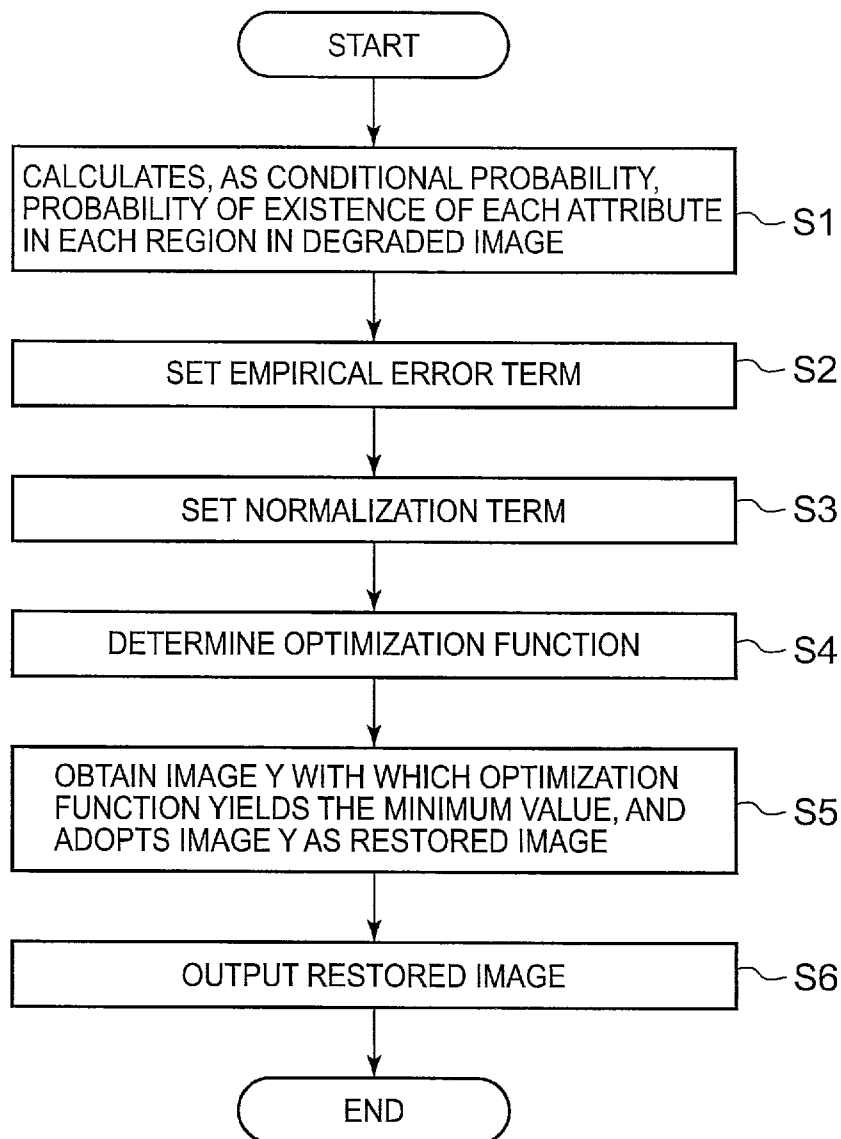 START
CALCULATES, AS CONDITIONAL PROBABILITY,
PROBABILITY OF EXISTENCE OF EACH ATTRIBUTE
IN EACH REGION IN DEGRADED IMAGE
S1
SET EMPIRICAL ERROR TERM
S2
SET NORMALIZATION TERM
S3
DETERMINE OPTIMIZATION FUNCTION
S4
OBTAIN IMAGE Y WITH WHICH OPTIMIZATION
FUNCTION YIELDS THE MINIMUM VALUE, AND
ADOPTS IMAGE Y AS RESTORED IMAGE
S5
OUTPUT RESTORED IMAGE
S6
END